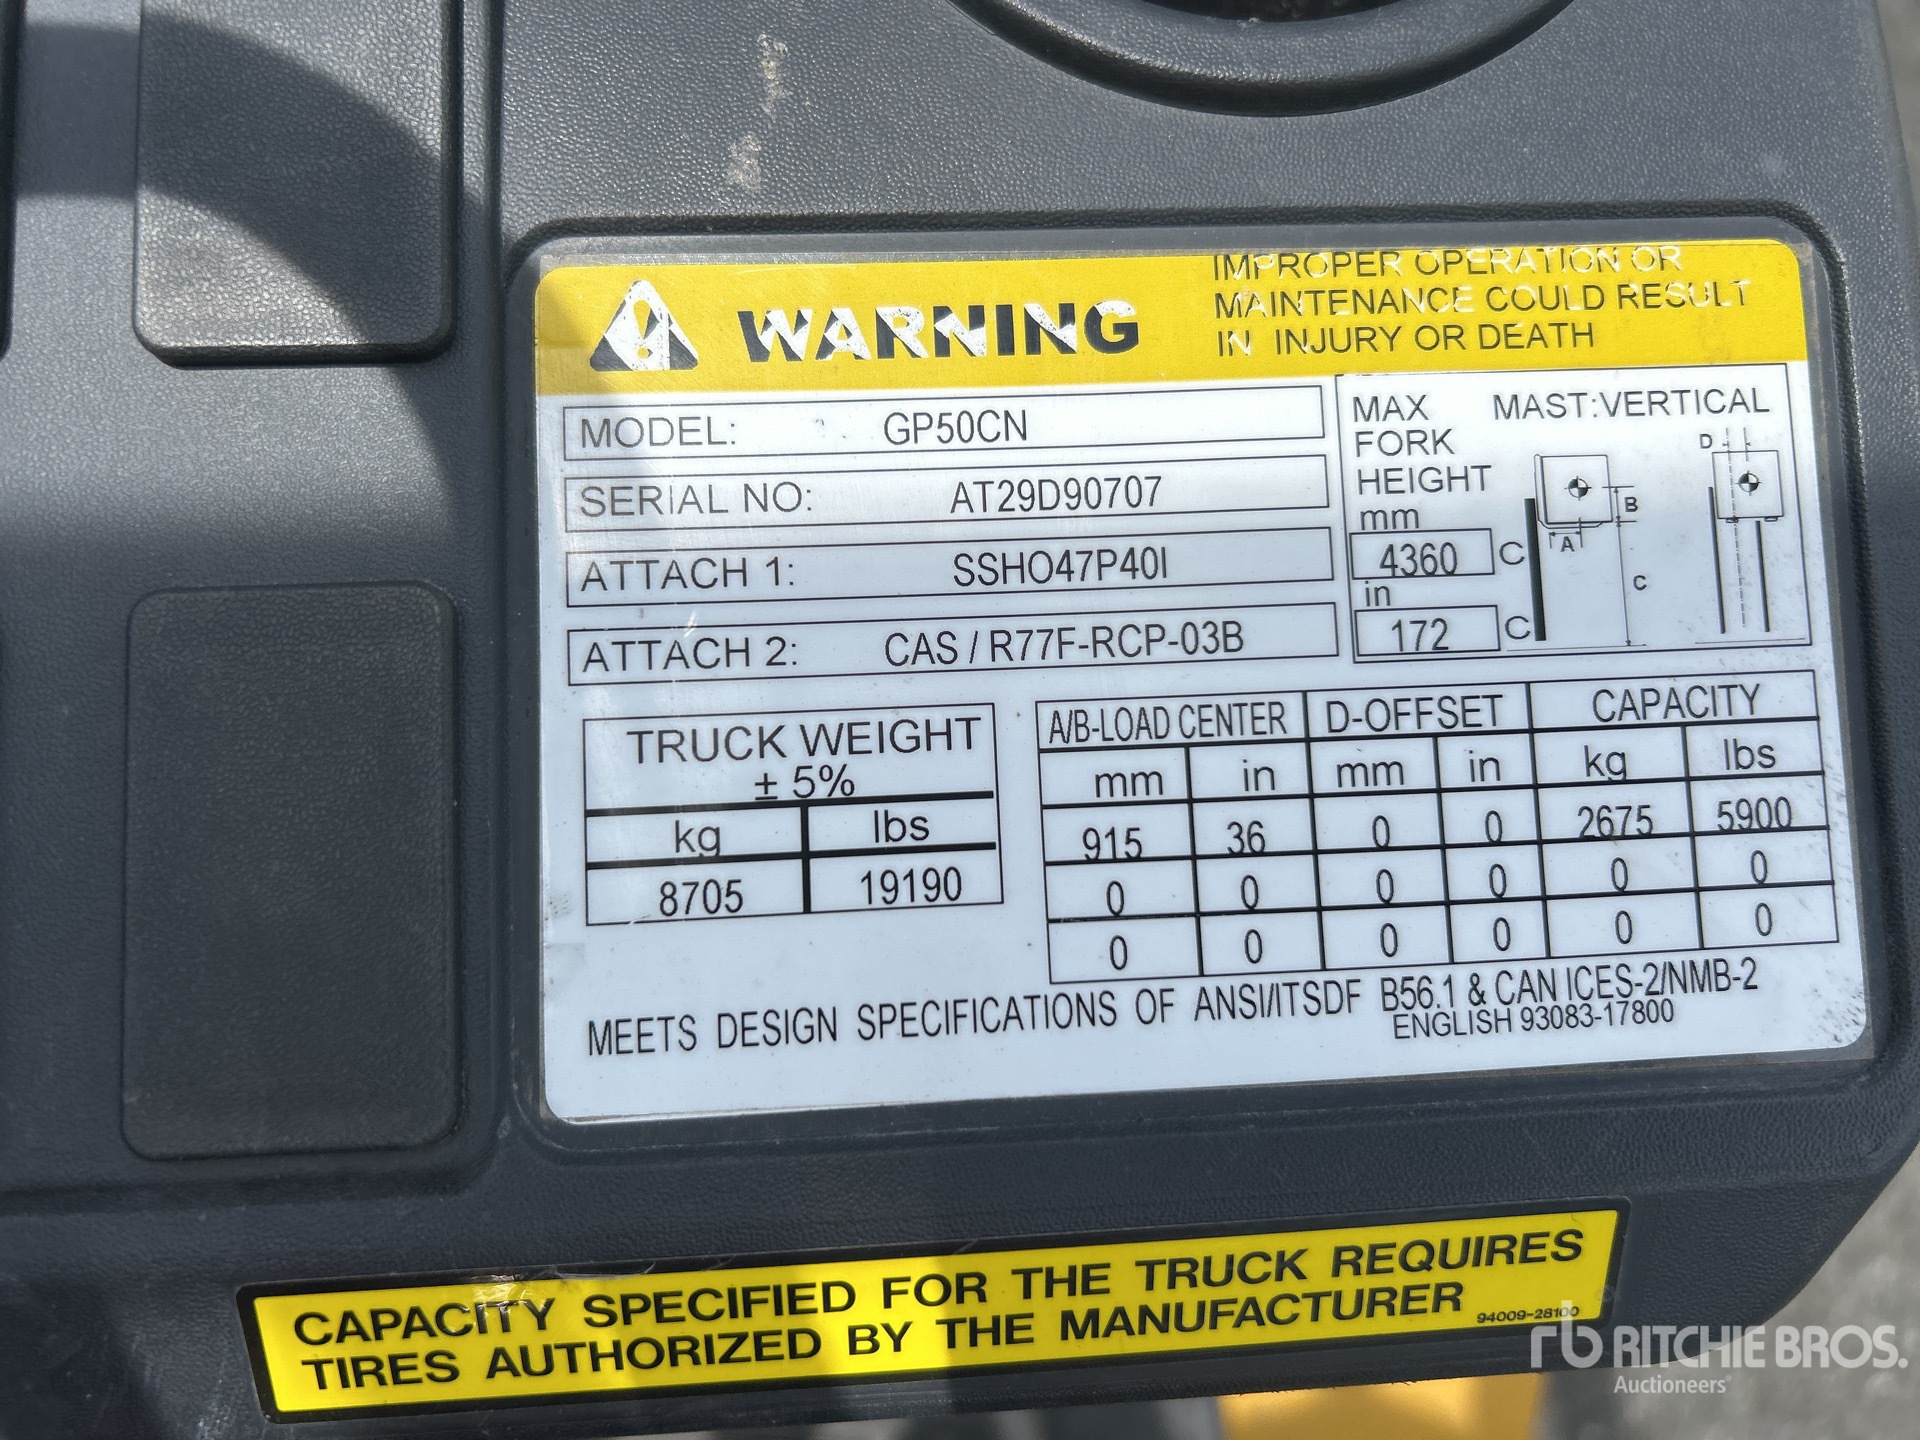 WARNING
IMPROPER OPERATION OR
MAINTENANCE COULD RESULT
IN INJURY OR DEATH
MODEL: GP50CN
SERIAL NO: AT29D90707
ATTACH 1: SSHO47P40I
ATTACH 2: CAS / R77F-RCP-03B
MAX MAST:VERTICAL
FORK
HEIGHT
mm
4360 C
in
172 C
D
B
A
C
TRUCK WEIGHT
± 5%
kg lbs
8705 19190
A/B-LOAD CENTER D-OFFSET CAPACITY
mm in mm in kg lbs
915 36 0 0 2675 5900
0 0 0 0 0 0
0 0 0 0 0 0
MEETS DESIGN SPECIFICATIONS OF ANSI/ITSDF B56.1 & CAN ICES-2/NMB-2
ENGLISH 93083-17800
CAPACITY SPECIFIED FOR THE TRUCK REQUIRES
TIRES AUTHORIZED BY THE MANUFACTURER
94009-28100
rb RITCHIE BROS.
Auctioneers